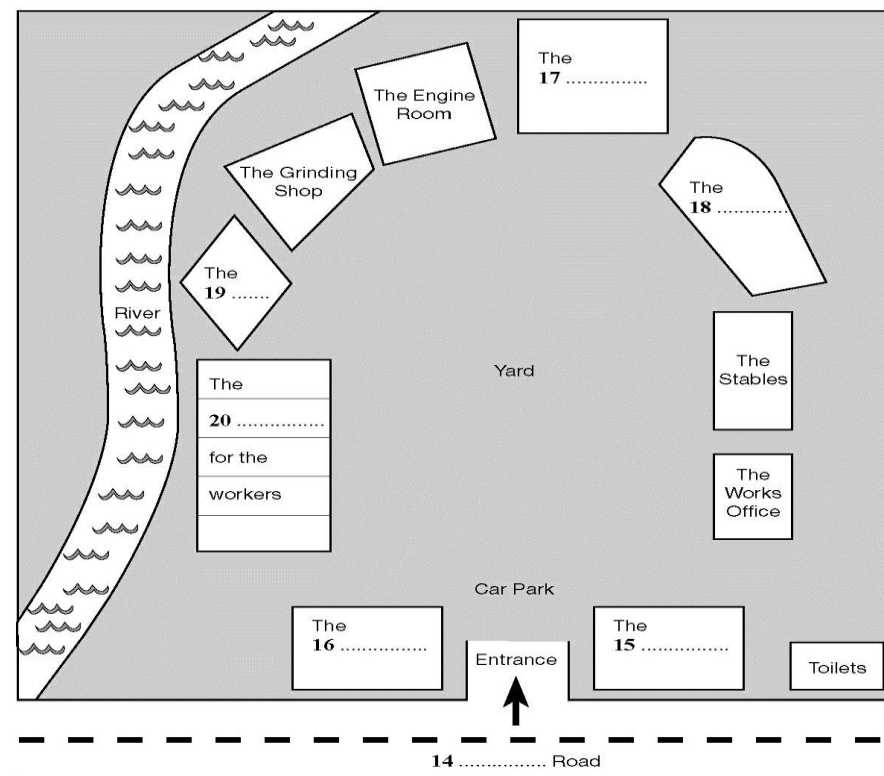 The
17 ...............
The Engine
Room
The Grinding
Shop
The
18 .............
The
19 .......
River
The
20 ................
for the
workers
Yard
The
Stables
The
Works
Office
Car Park
The
16 ................
Entrance
The
15 ................
Toilets
14 ................ Road